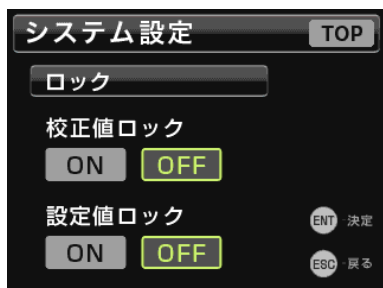 システム設定 TOP
ロック
校正値ロック
ON OFF
設定値ロック
ENT 決定
ON OFF
ESC 戻る